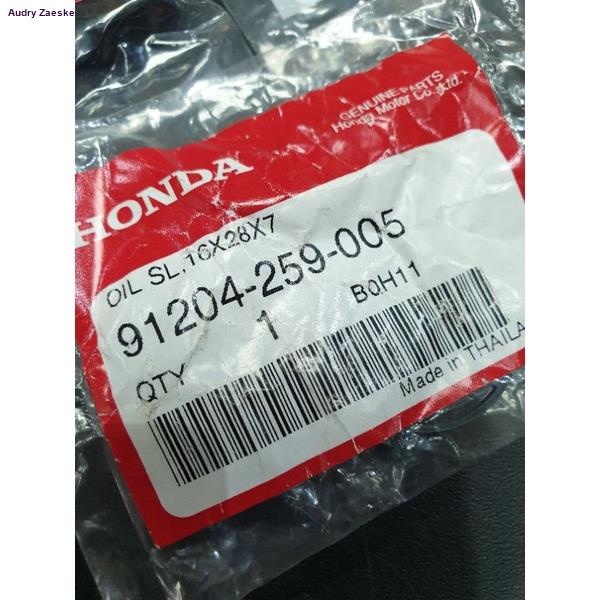 Audry Zaeske
GENUINE PARTS
Honda Motor Co.,Ltd.
HONDA
OIL SL,16X28X7
91204-259-005
QTY 1 B0H11
Made in THAILA